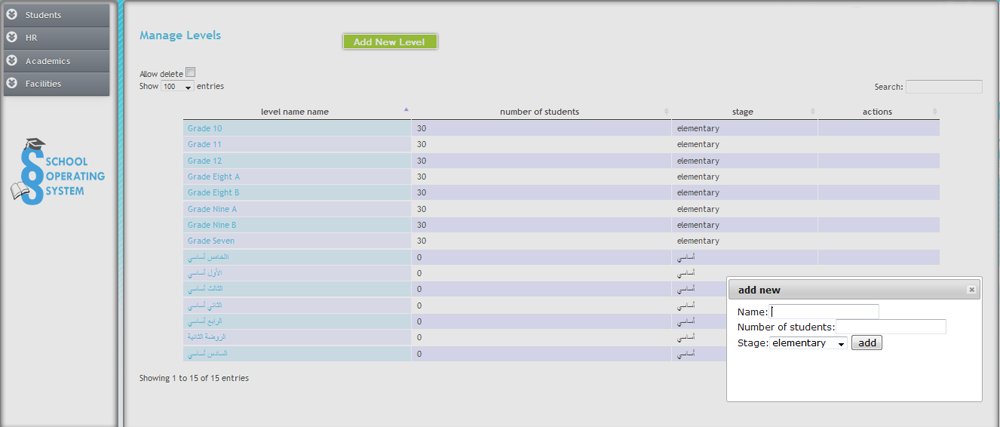 Students
HR
Academics
Facilities
SCHOOL
OPERATING
SYSTEM
Manage Levels
Add New Level
Allow delete
Show 100 entries
Search:
level name name number of students stage actions
Grade 10 30 elementary
Grade 11 30 elementary
Grade 12 30 elementary
Grade Eight A 30 elementary
Grade Eight B 30 elementary
Grade Nine A 30 elementary
Grade Nine B 30 elementary
Grade Seven 30 elementary
الخامس أساسي 0 أساسي
الأول أساسي 0 أساسي
الثالث أساسي 0 أساسي
الثاني أساسي 0 أساسي
الرابع أساسي 0 أساسي
الروضة الثانية 0 أساسي
السادس أساسي 0 أساسي
Showing 1 to 15 of 15 entries
add new
Name:
Number of students:
Stage: elementary add